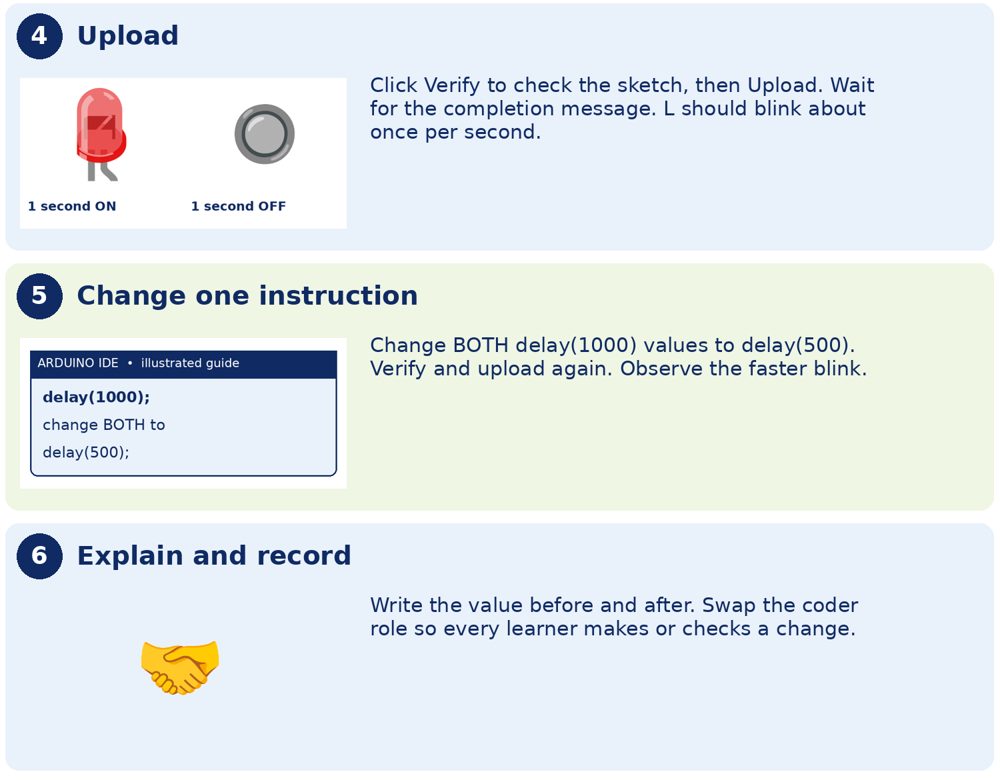 4 Upload
Click Verify to check the sketch, then Upload. Wait
for the completion message. L should blink about
once per second.
1 second ON 1 second OFF
5 Change one instruction
ARDUINO IDE • illustrated guide
delay(1000);
change BOTH to
delay(500);
Change BOTH delay(1000) values to delay(500).
Verify and upload again. Observe the faster blink.
6 Explain and record
Write the value before and after. Swap the coder
role so every learner makes or checks a change.